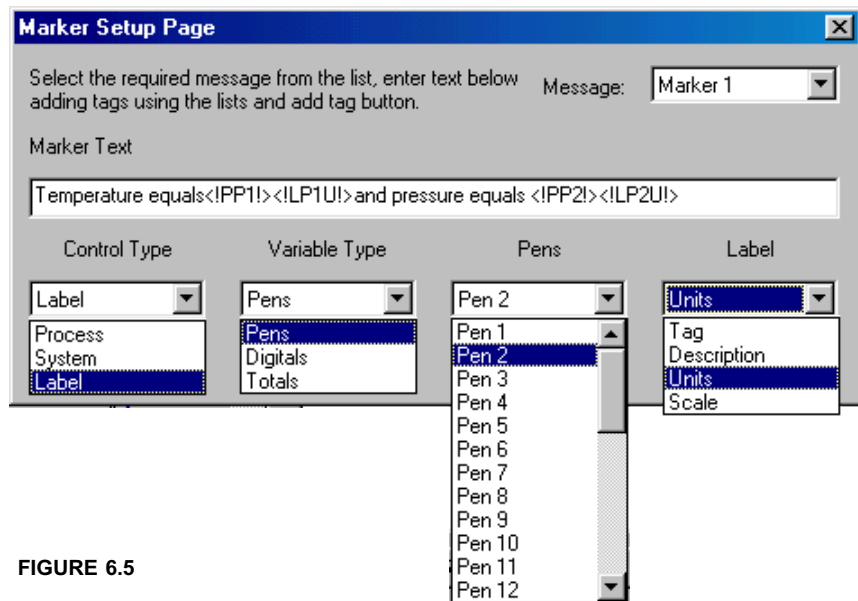 Marker Setup Page
Select the required message from the list, enter text below
adding tags using the lists and add tag button.
Message:
Marker 1
Marker Text
Temperature equals<!PP1!><!LP1U!>and pressure equals <!PP2!><!LP2U!>
Control Type
Variable Type
Pens
Label
Label
Pens
Pen 2
Units
Process
System
Label
Pens
Digitals
Totals
Pen 1
Pen 2
Pen 3
Pen 4
Pen 5
Pen 6
Pen 7
Pen 8
Pen 9
Pen 10
Pen 11
Pen 12
Tag
Description
Units
Scale
FIGURE 6.5